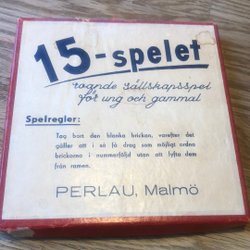 15-spelet
rogande sällskapsspel
för ung och gammal
Spelregler:
Tag bort den blanka brickan, varefter det
gäller att i så få drag som möjligt ordna
brickorna i nummerföljd utan att lyfta dem
från ramen.
PERLAU, Malmö